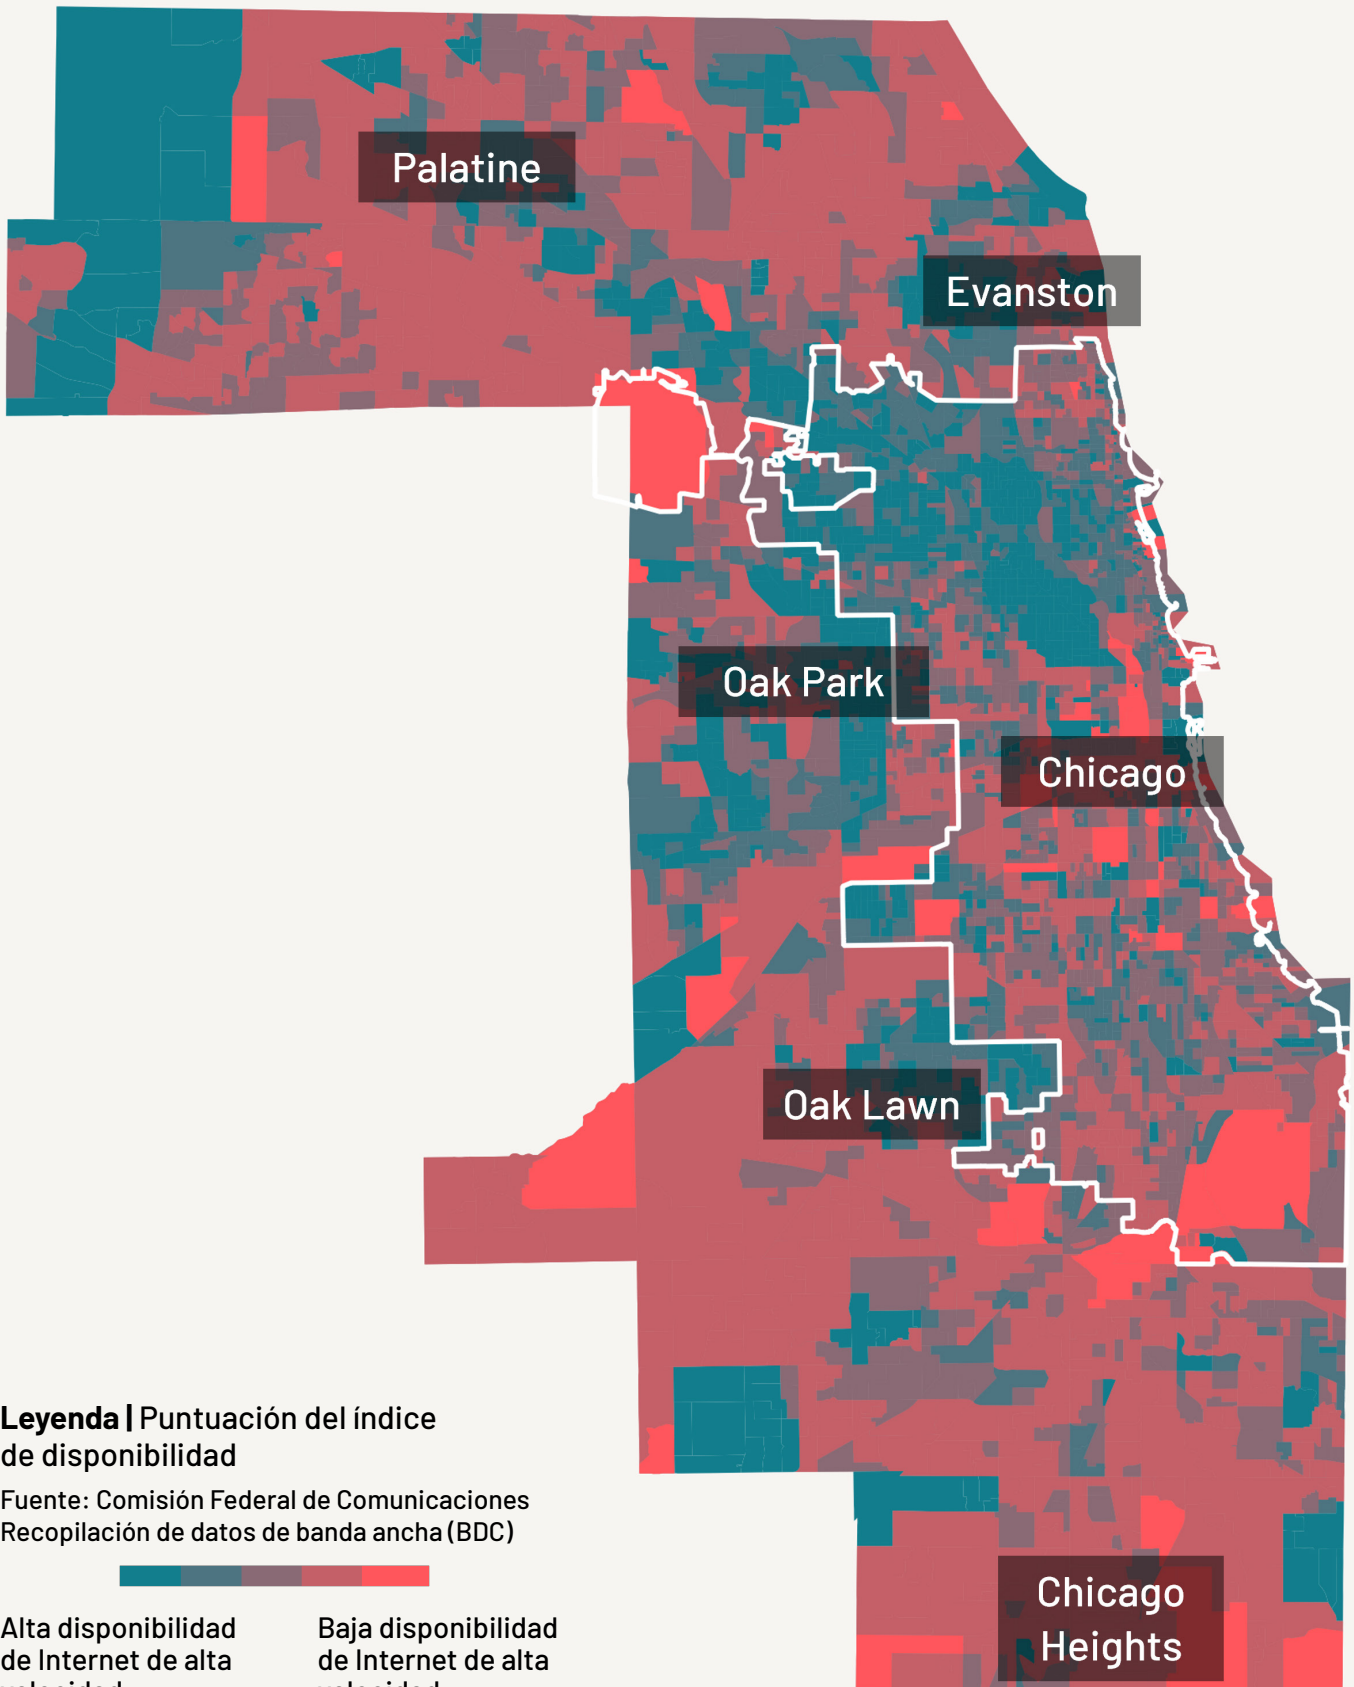 Palatine
Evanston
Oak Park
Chicago
Oak Lawn
Leyenda | Puntuación del índice
de disponibilidad
Fuente: Comisión Federal de Comunicaciones
Recopilación de datos de banda ancha (BDC)
Alta disponibilidad
de Internet de alta
velocidad
Baja disponibilidad
de Internet de alta
velocidad
Chicago
Heights